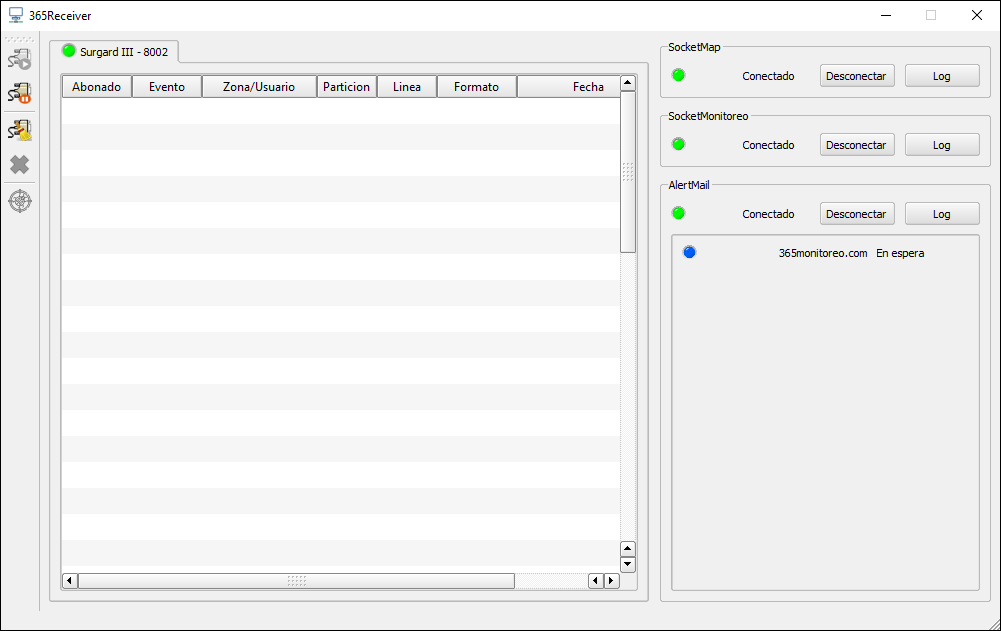 365Receiver
Surgard III - 8002
Abonado Evento Zona/Usuario Particion Linea Formato Fecha
SocketMap
Conectado Desconectar Log
SocketMonitoreo
Conectado Desconectar Log
AlertMail
Conectado Desconectar Log
365monitoreo.com En espera